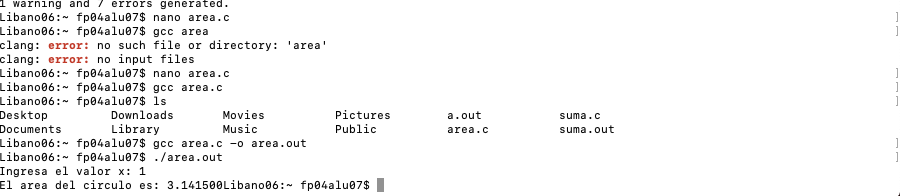 1 warning and 7 errors generated.
Libano06:~ fp04alu07$ nano area.c
Libano06:~ fp04alu07$ gcc area
clang: error: no such file or directory: 'area'
clang: error: no input files
Libano06:~ fp04alu07$ nano area.c
Libano06:~ fp04alu07$ gcc area.c
Libano06:~ fp04alu07$ ls
Desktop Downloads Movies Pictures a.out suma.c
Documents Library Music Public area.c suma.out
Libano06:~ fp04alu07$ gcc area.c -o area.out
Libano06:~ fp04alu07$ ./area.out
Ingresa el valor x: 1
El area del circulo es: 3.141500Libano06:~ fp04alu07$